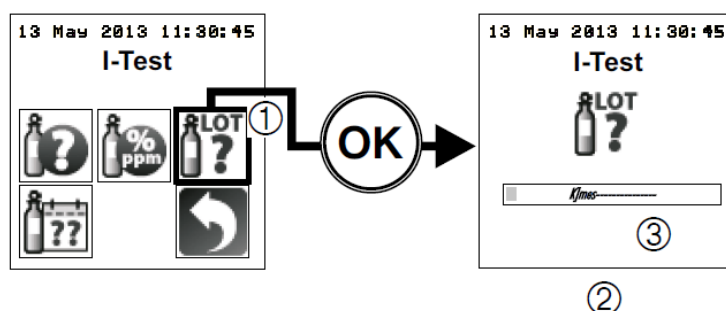 13 May 2013 11:30:45
I-Test
?
%
ppm
LOT
?
①
??
OK
13 May 2013 11:30:45
I-Test
LOT
?
③
②